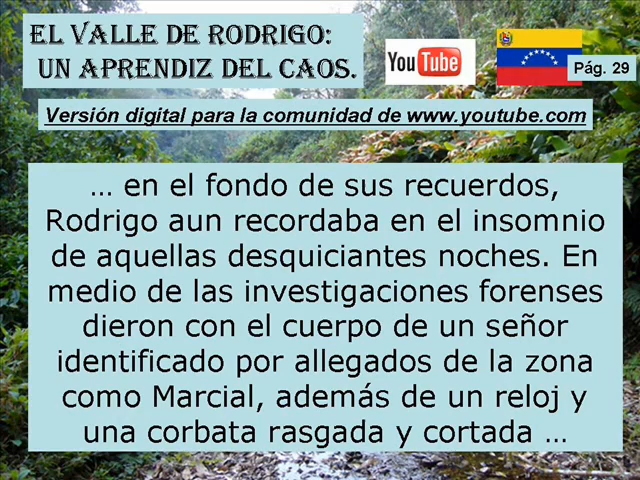 EL VALLE DE RODRIGO:
UN APRENDIZ DEL CAOS.
YouTube
Pág. 29
Versión digital para la comunidad de www.youtube.com
... en el fondo de sus recuerdos,
Rodrigo aun recordaba en el insomnio
de aquellas desquiciantes noches. En
medio de las investigaciones forenses
dieron con el cuerpo de un señor
identificado por allegados de la zona
como Marcial, además de un reloj y
una corbata rasgada y cortada ...